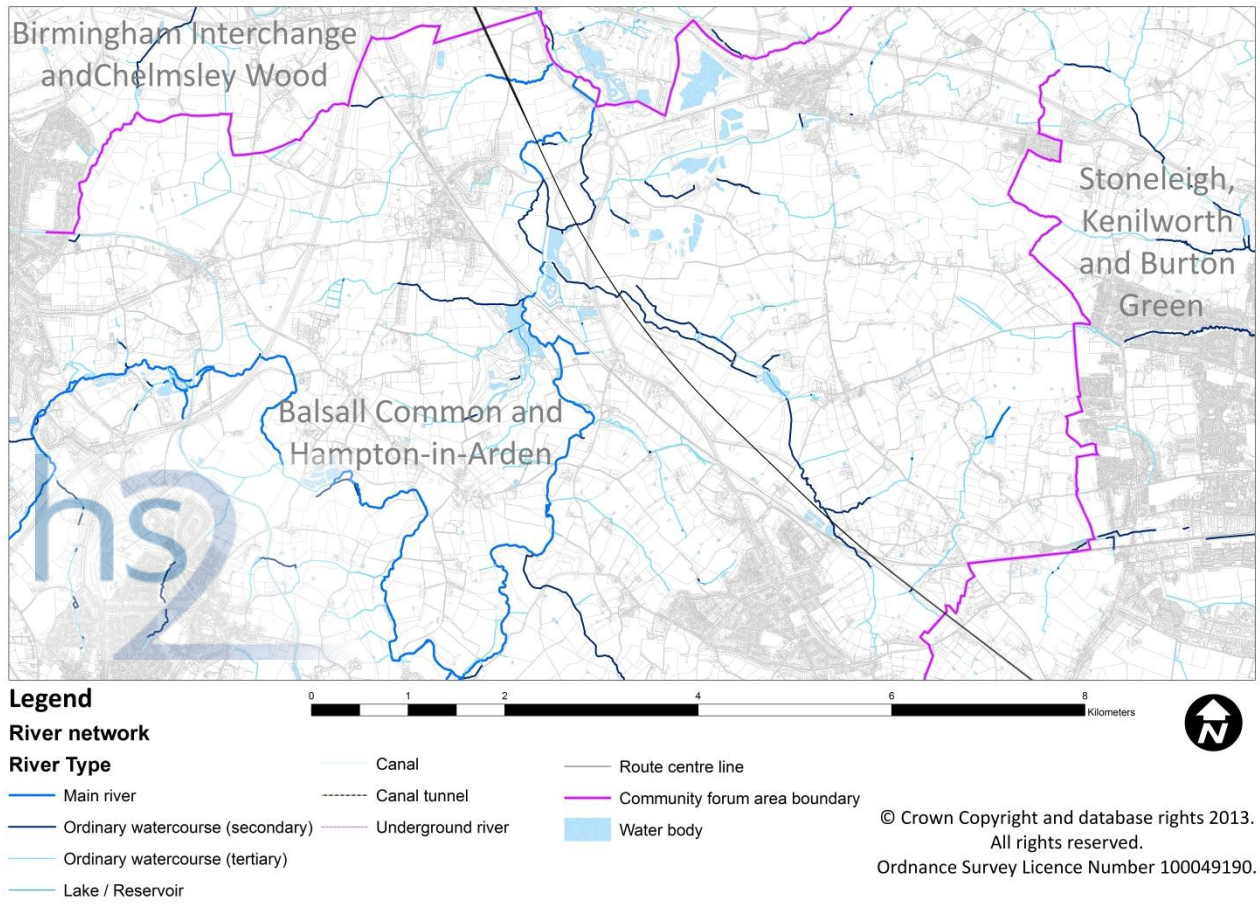 Birmingham Interchange
andChelmsley Wood
Stoneleigh,
Kenilworth
and Burton
Green
Balsall Common and
Hampton-in-Arden
hs2
Legend
River network
River Type
Main river
Ordinary watercourse (secondary)
Ordinary watercourse (tertiary)
Lake / Reservoir
Canal
Canal tunnel
Underground river
Route centre line
Community forum area boundary
Water body
0 1 2 4 6 8
Kilometers
N
© Crown Copyright and database rights 2013.
All rights reserved.
Ordnance Survey Licence Number 100049190.